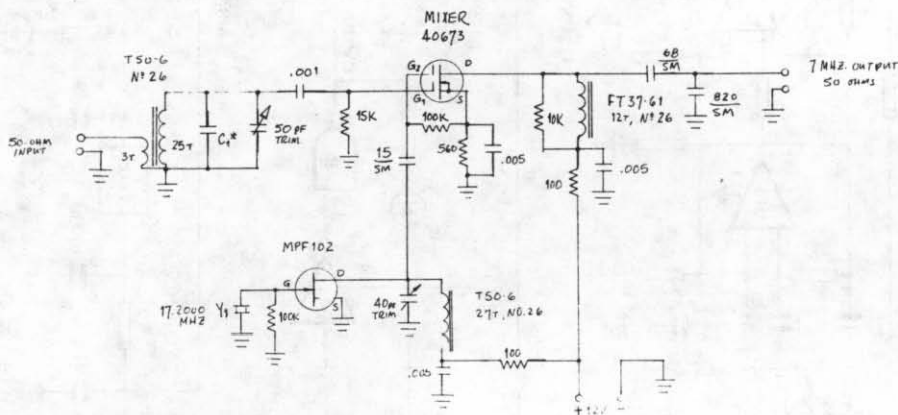 MIXER
40673
T50-6
Nº 26
.001
G2
D
G1
S
68
SM
7 MHZ. OUTPUT
50 OHMS
820
SM
FT37-61
12T, Nº 26
10K
50-OHM
INPUT
3T
25T
C1*
50 PF
TRIM.
15K
100K
560
.005
.005
15
SM
100
MPF102
D
G
S
17.2000
MHZ
Y1
100K
40PF
TRIM
T50-6
27T, NO. 26
.005
100
+12V